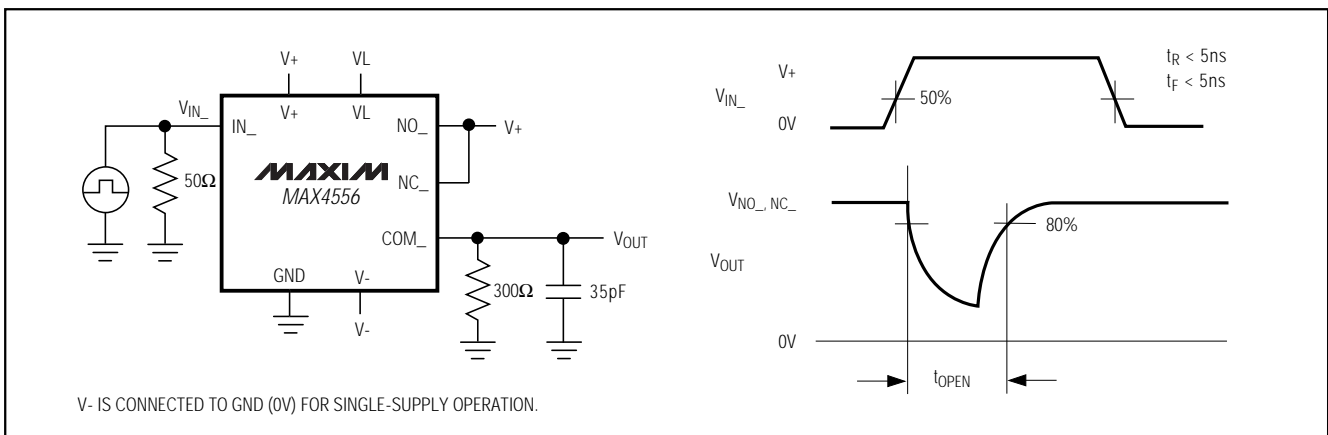 V+ VL
V+ VL
V_IN_
IN_
NO_
V+
50Ω
MAXIM
MAX4556
NC_
COM_
V_OUT
GND V-
300Ω
35pF
V-
V- IS CONNECTED TO GND (0V) FOR SINGLE-SUPPLY OPERATION.
t_R < 5ns
t_F < 5ns
V+
V_IN_
50%
0V
V_NO_, NC_
80%
V_OUT
0V
t_OPEN